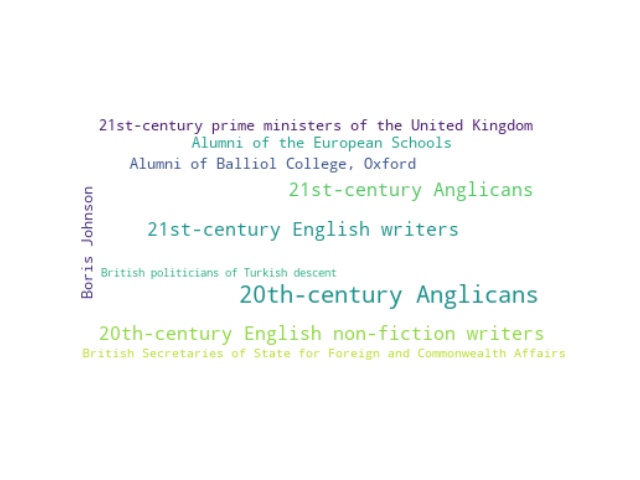 21st-century prime ministers of the United Kingdom
Alumni of the European Schools
Alumni of Balliol College, Oxford
21st-century Anglicans
Boris Johnson
21st-century English writers
British politicians of Turkish descent
20th-century Anglicans
20th-century English non-fiction writers
British Secretaries of State for Foreign and Commonwealth Affairs